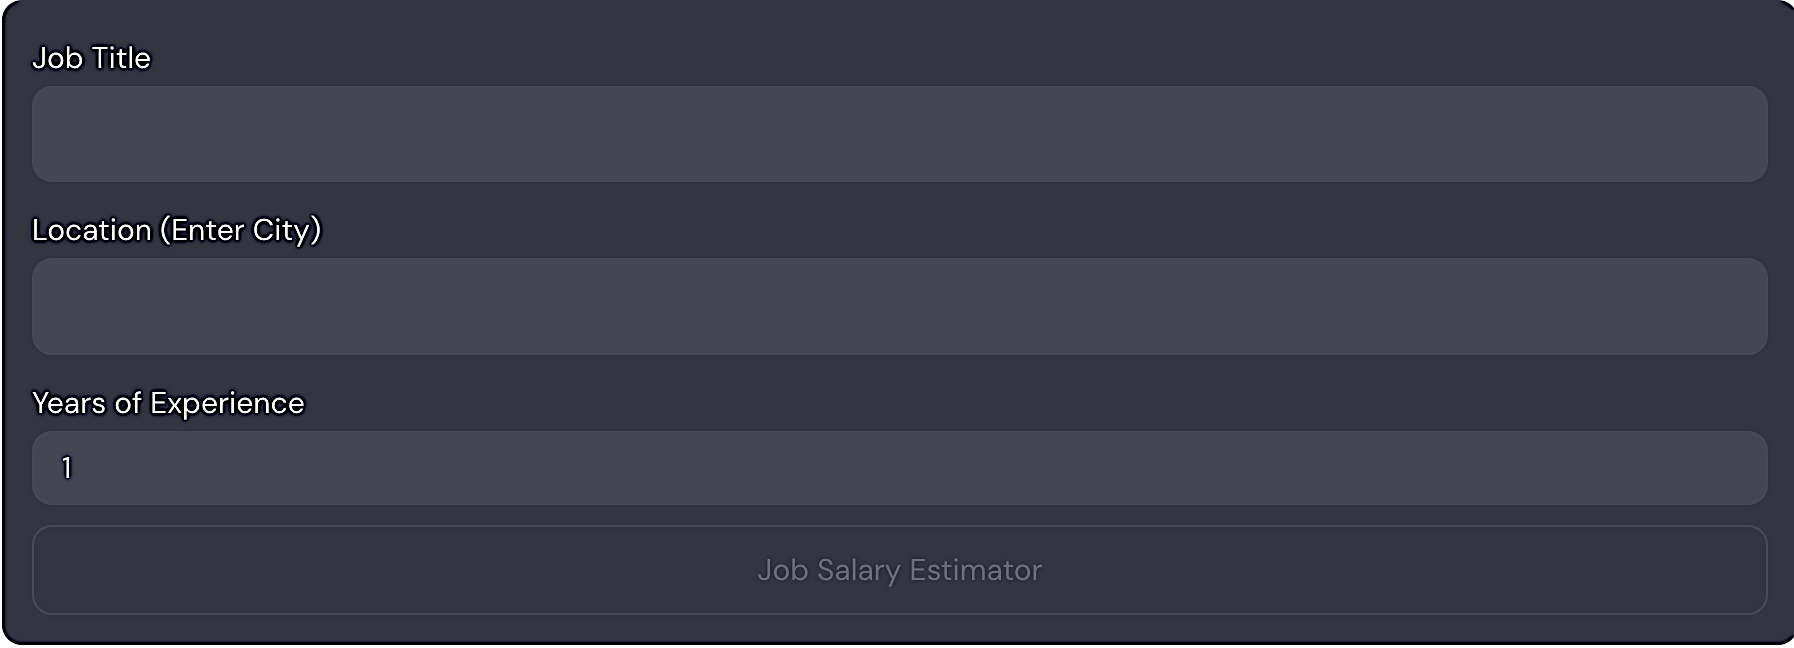 Job Title
Location (Enter City)
Years of Experience
1
Job Salary Estimator